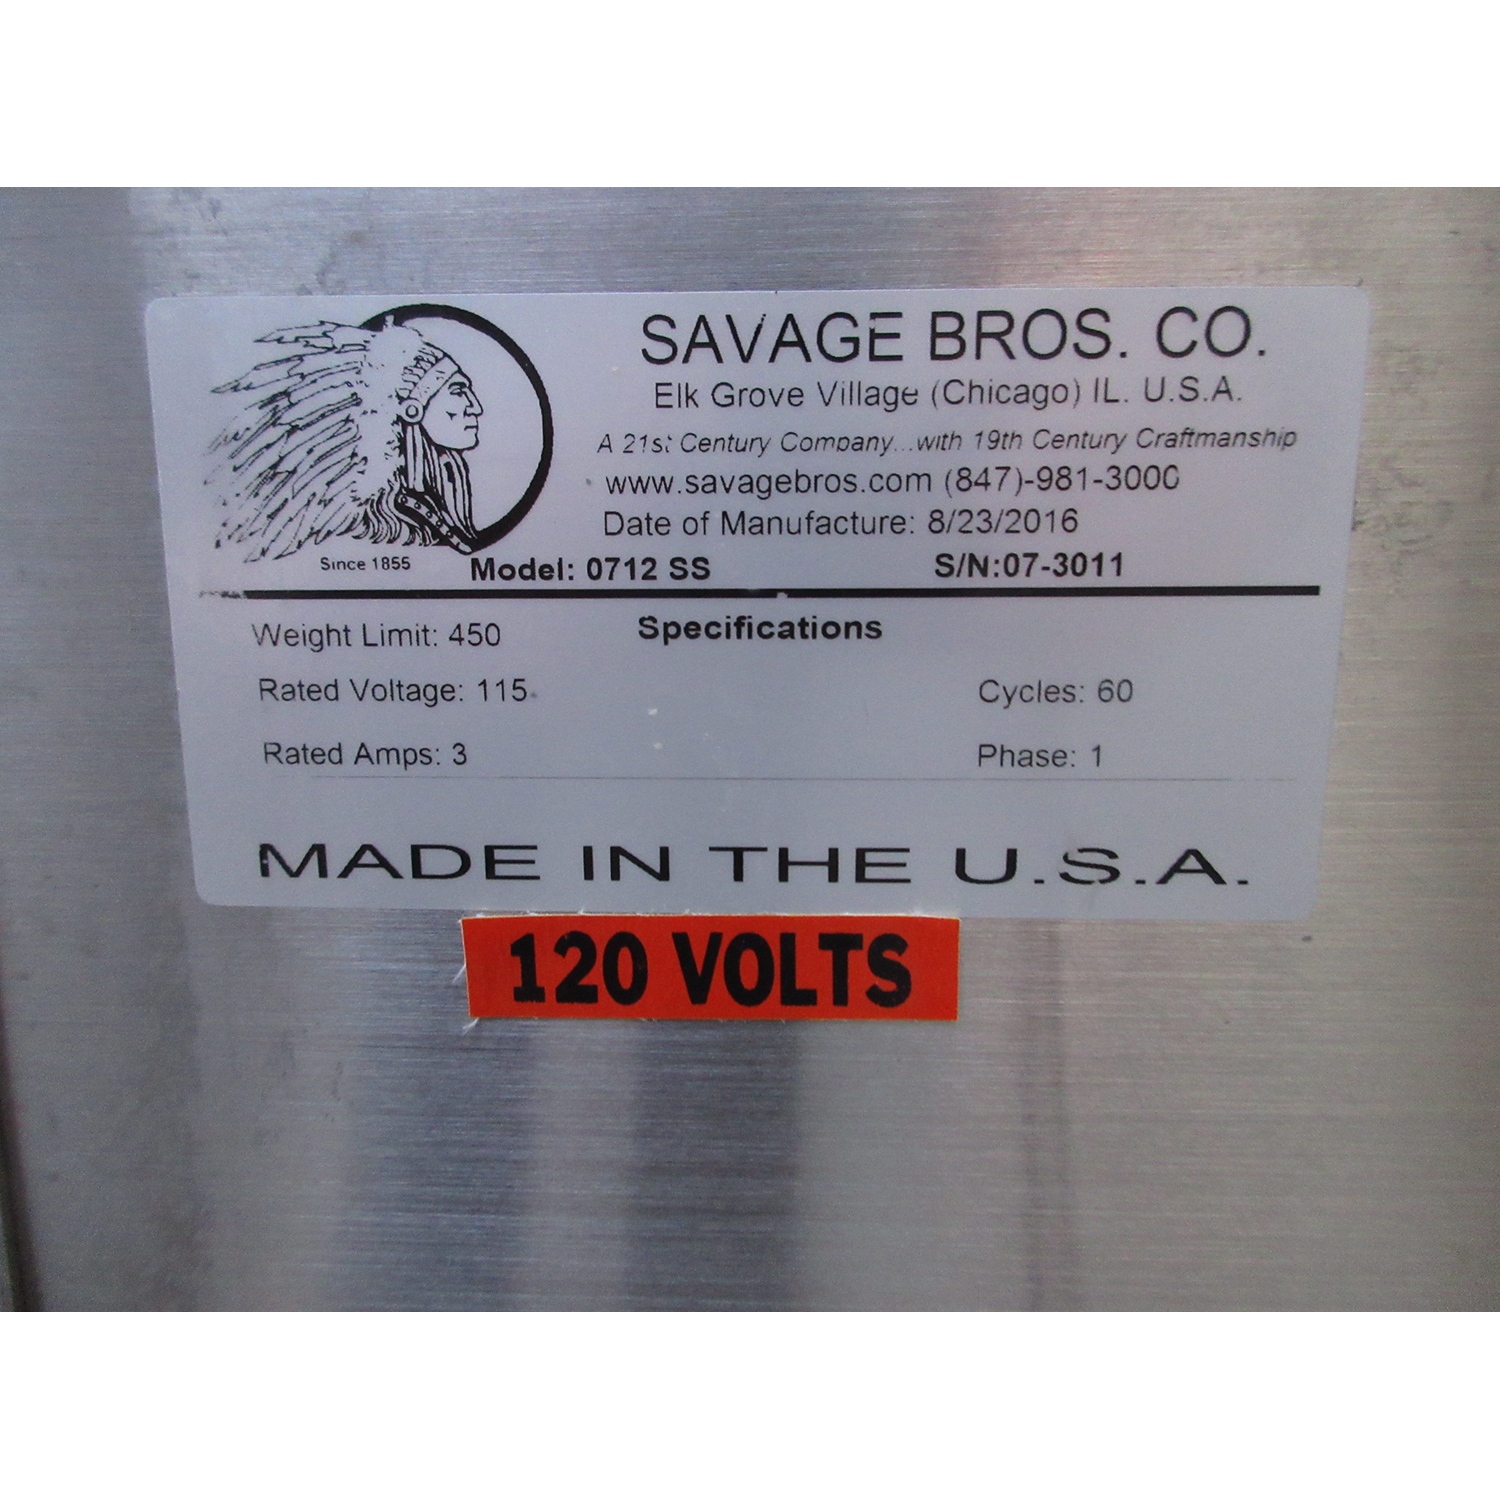 SAVAGE BROS. CO.
Elk Grove Village (Chicago) IL. U.S.A.
A 21st Century Company...with 19th Century Craftmanship
www.savagebros.com (847)-981-3000
Date of Manufacture: 8/23/2016
Since 1855
Model: 0712 SS S/N:07-3011
Specifications
Weight Limit: 450
Rated Voltage: 115 Cycles: 60
Rated Amps: 3 Phase: 1
MADE IN THE U.S.A.
120 VOLTS